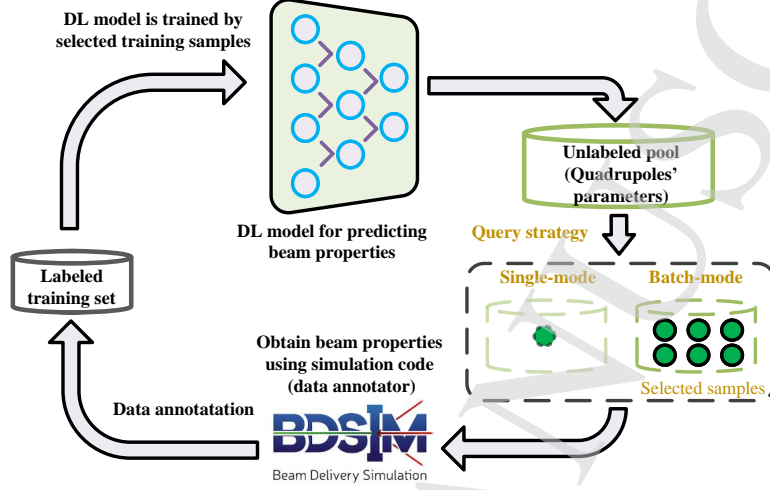 DL model is trained by
selected training samples
DL model for predicting
beam properties
Unlabeled pool
(Quadrupoles'
parameters)
Query strategy
Single-mode
Batch-mode
Selected samples
Obtain beam properties
using simulation code
(data annotator)
BDSIM
Beam Delivery Simulation
Data annotatation
Labeled
training set